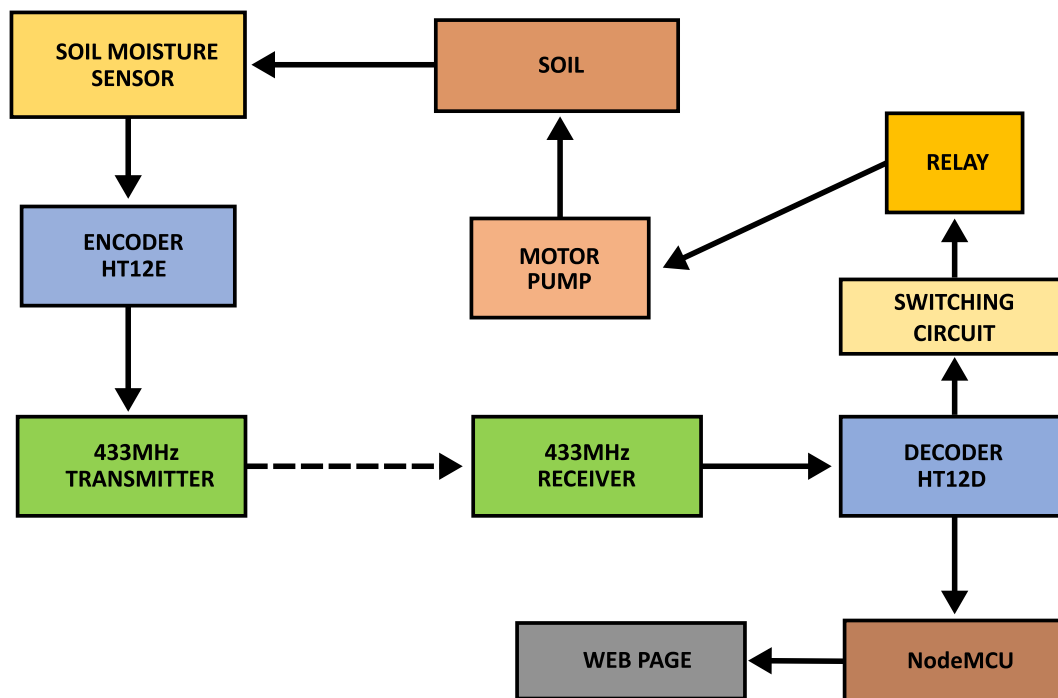 SOIL MOISTURE
SENSOR
SOIL
RELAY
ENCODER
HT12E
MOTOR
PUMP
SWITCHING
CIRCUIT
433MHz
TRANSMITTER
433MHz
RECEIVER
DECODER
HT12D
WEB PAGE
NodeMCU